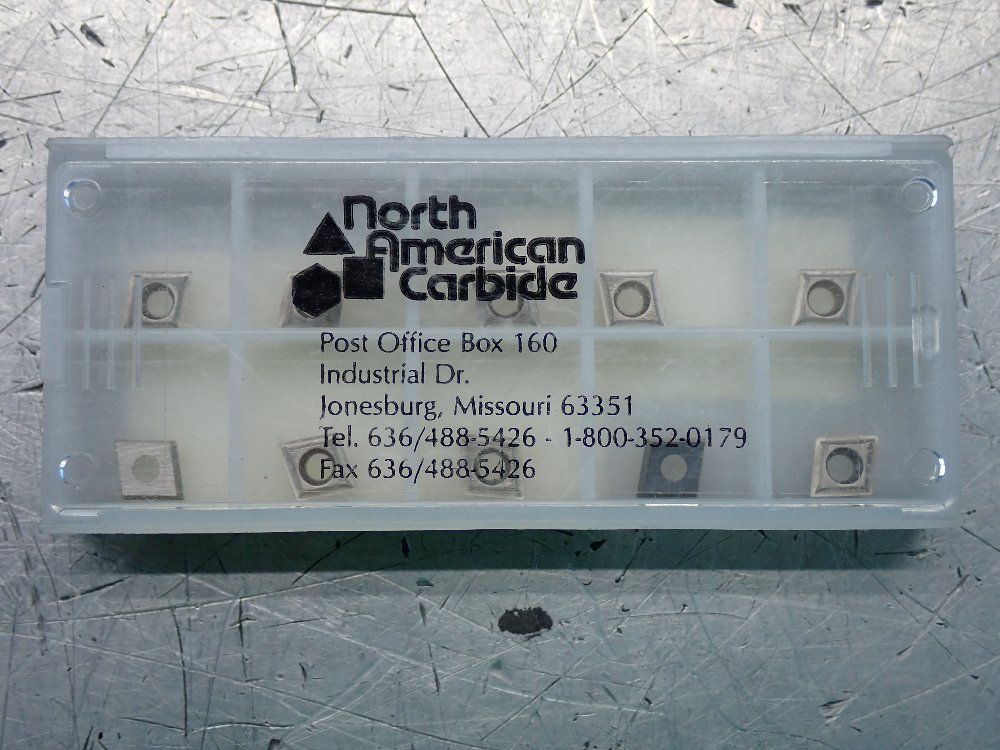 North
American
Carbide
Post Office Box 160
Industrial Dr.
Jonesburg, Missouri 63351
Tel. 636/488-5426 - 1-800-352-0179
Fax 636/488-5426